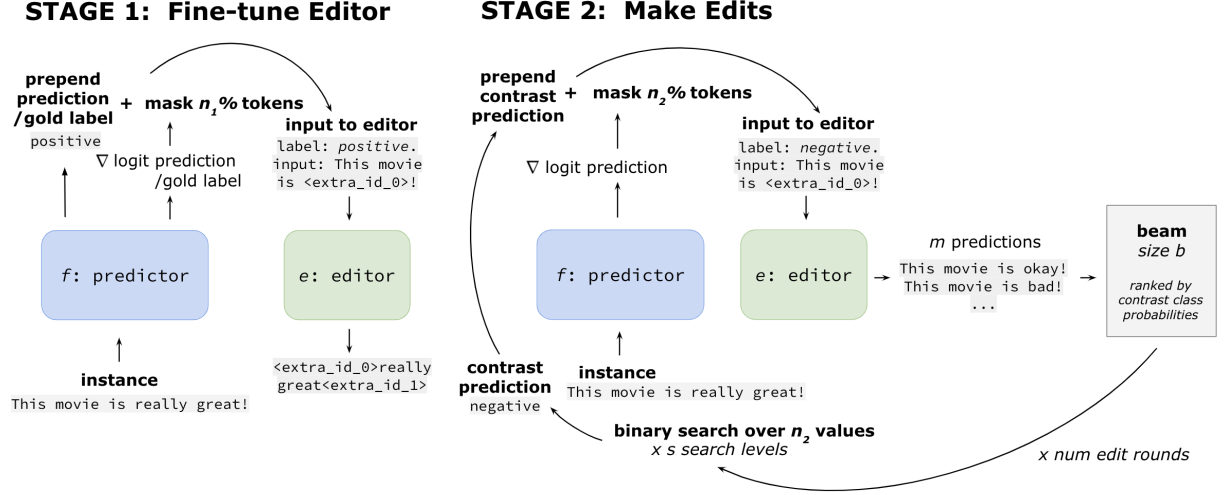 STAGE 1:  Fine-tune Editor
prepend
prediction
/gold label
positive
+ mask n1% tokens
∇ logit prediction
/gold label
input to editor
label: positive.
input: This movie
is <extra_id_0>!
f: predictor
e: editor
instance
This movie is really great!
<extra_id_0>really
great<extra_id_1>
STAGE 2:  Make Edits
prepend
contrast
prediction
+ mask n2% tokens
∇ logit prediction
input to editor
label: negative.
input: This movie
is <extra_id_0>!
f: predictor
e: editor
m predictions
This movie is okay!
This movie is bad!
...
beam
size b
ranked by
contrast class
probabilities
contrast
prediction
negative
instance
This movie is really great!
binary search over n2 values
x s search levels
x num edit rounds